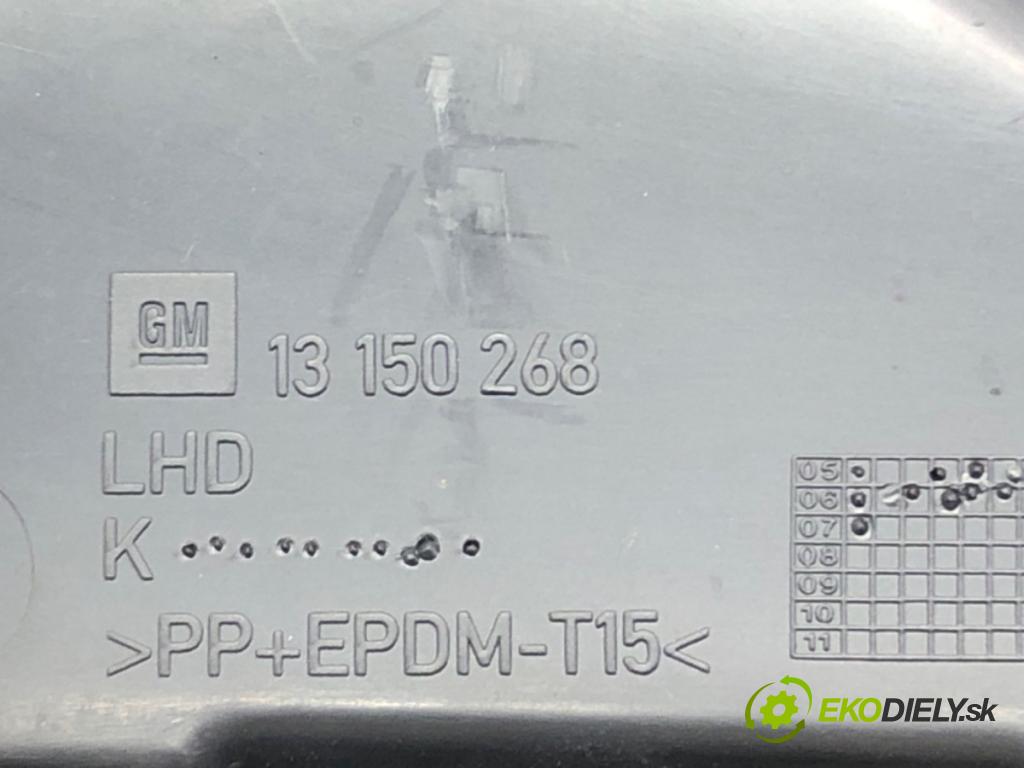 GM 13 150 268
LHD
K
>PP+EPDM-T15<
05
06
07
08
09
10
11
EKODIELY.sk